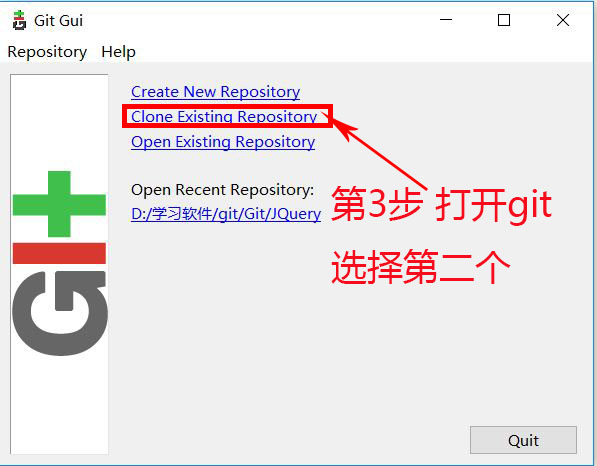 Git Gui
Repository Help
Create New Repository
Clone Existing Repository
Open Existing Repository
Open Recent Repository:
D:/学习软件/git/Git/JQuery
第3步 打开git
选择第二个
Git
Quit